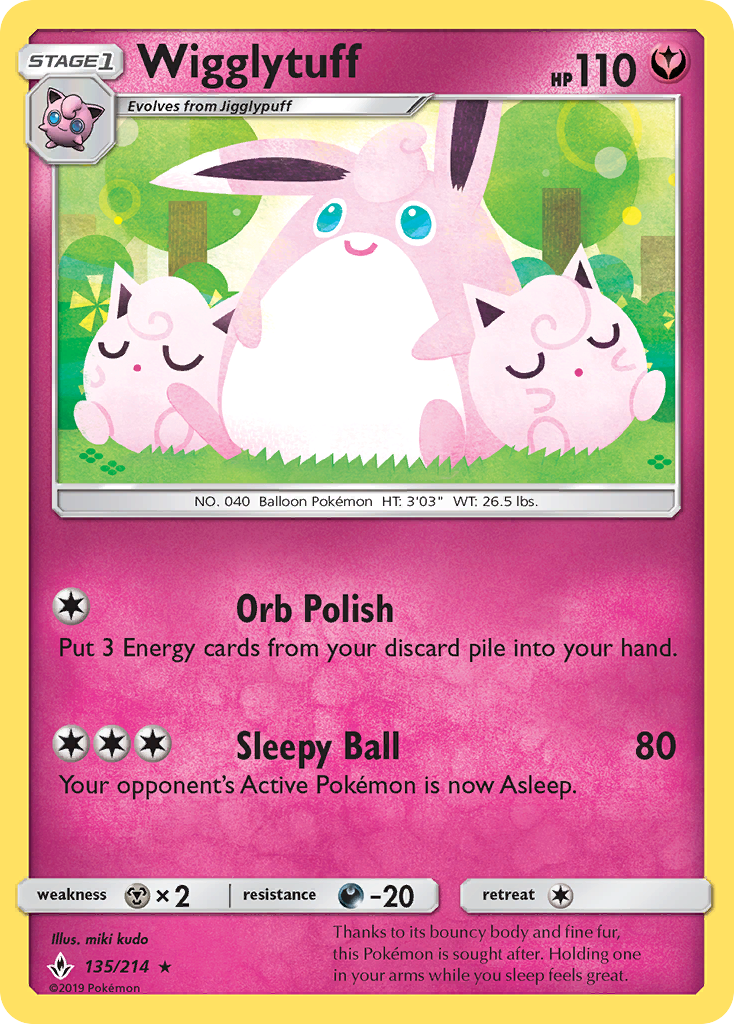 STAGE1
Wigglytuff
HP110
Evolves from Jigglypuff
NO. 040 Balloon Pokémon HT: 3'03" WT: 26.5 lbs.
Orb Polish
Put 3 Energy cards from your discard pile into your hand.
Sleepy Ball 80
Your opponent's Active Pokémon is now Asleep.
weakness ×2 resistance -20 retreat
Illus. miki kudo
135/214 ★
©2019 Pokémon
Thanks to its bouncy body and fine fur,
this Pokémon is sought after. Holding one
in your arms while you sleep feels great.